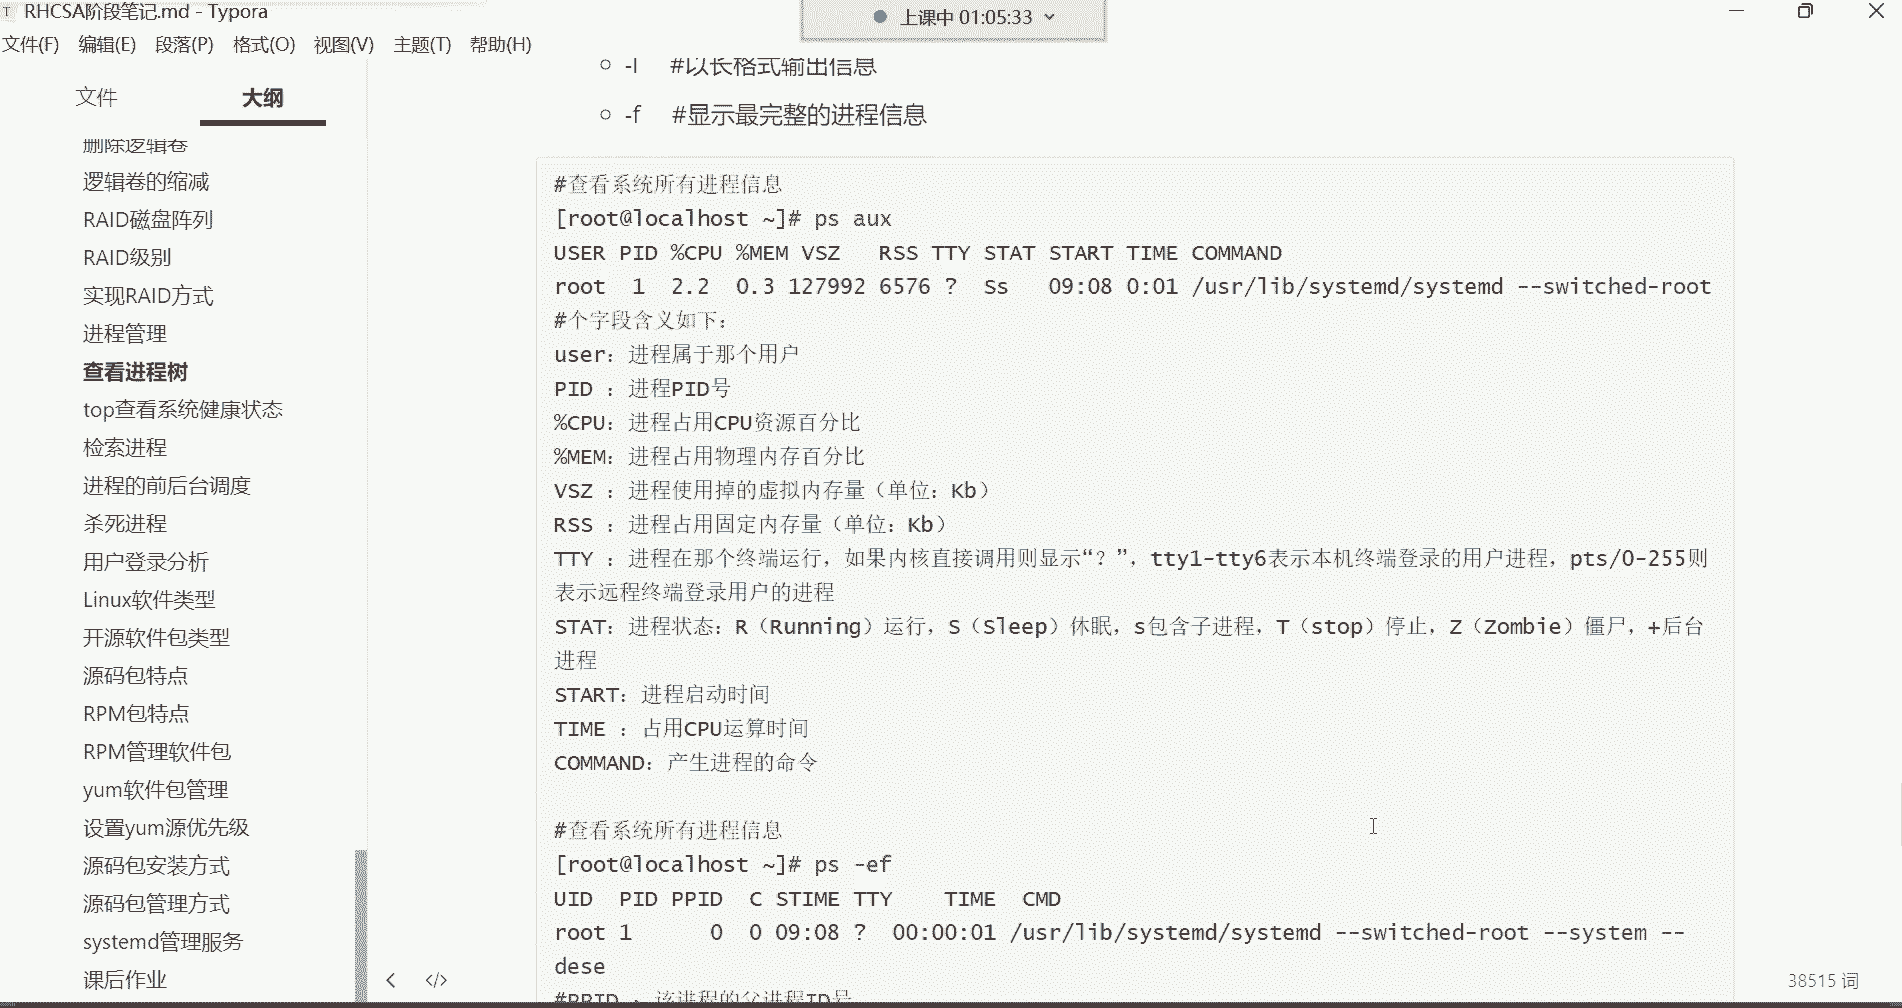 RHCSA阶段笔记.md - Typora
上课中 01:05:33
文件(F) 编辑(E) 段落(P) 格式(O) 视图(V) 主题(T) 帮助(H)
文件 大纲
删除逻辑卷
逻辑卷的缩减
RAID磁盘阵列
RAID级别
实现RAID方式
进程管理
查看进程树
top查看系统健康状态
检索进程
进程的前后台调度
杀死进程
用户登录分析
Linux软件类型
开源软件包类型
源码包特点
RPM包特点
RPM管理软件包
yum软件包管理
设置yum源优先级
源码包安装方式
源码包管理方式
systemd管理服务
课后作业
-l #以长格式输出信息
-f #显示最完整的进程信息
#查看系统所有进程信息
[root@localhost ~]# ps aux
USER PID %CPU %MEM VSZ RSS TTY STAT START TIME COMMAND
root 1 2.2 0.3 127992 6576 ? Ss 09:08 0:01 /usr/lib/systemd/systemd --switched-root
#个字段含义如下：
user：进程属于那个用户
PID ：进程PID号
%CPU：进程占用CPU资源百分比
%MEM：进程占用物理内存百分比
VSZ ：进程使用掉的虚拟内存量（单位：Kb）
RSS ：进程占用固定内存量（单位：Kb）
TTY ：进程在那个终端运行，如果内核直接调用则显示“？”，tty1-tty6表示本机终端登录的用户进程，pts/0-255则
表示远程终端登录用户的进程
STAT：进程状态：R（Running）运行，S（Sleep）休眠，s包含子进程，T（stop）停止，Z（Zombie）僵尸，+后台
进程
START：进程启动时间
TIME ：占用CPU运算时间
COMMAND：产生进程的命令
#查看系统所有进程信息
[root@localhost ~]# ps -ef
UID PID PPID C STIME TTY TIME CMD
root 1 0 0 09:08 ? 00:00:01 /usr/lib/systemd/systemd --switched-root --system --
dese
#PPID ：该进程的父进程ID号
38515 词